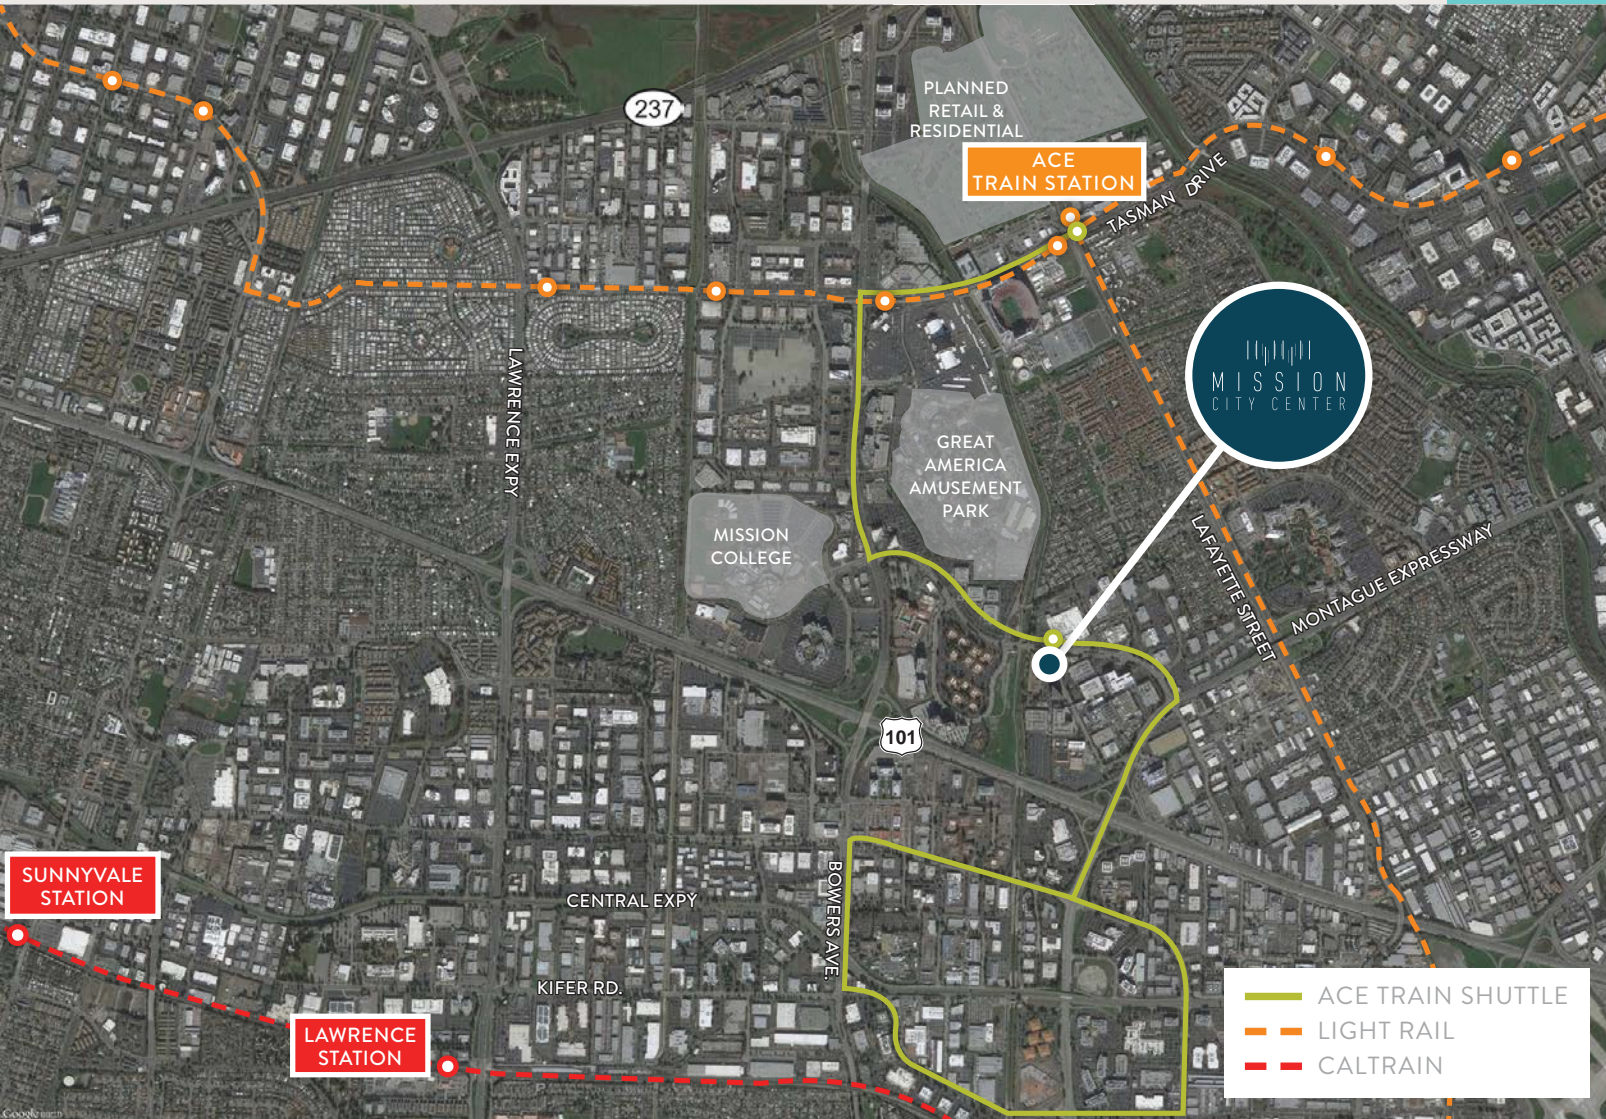 237
PLANNED
RETAIL &
RESIDENTIAL
ACE
TRAIN STATION
TASMAN DRIVE
MISSION
CITY CENTER
LAWRENCE EXPY
GREAT
AMERICA
AMUSEMENT
PARK
MISSION
COLLEGE
LAFAYETTE STREET
MONTAGUE EXPRESSWAY
101
SUNNYVALE
STATION
CENTRAL EXPY
BOWERS AVE.
KIFER RD.
LAWRENCE
STATION
ACE TRAIN SHUTTLE
LIGHT RAIL
CALTRAIN
Google earth